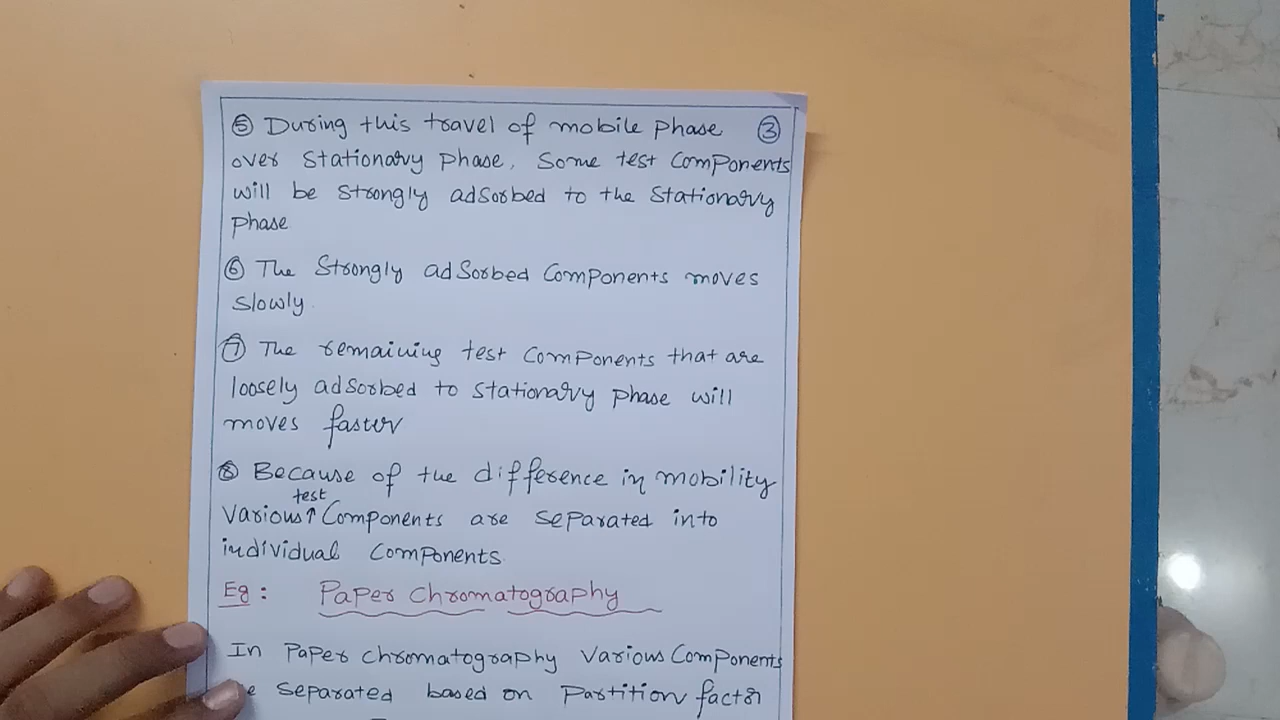 ⑤ During this travel of mobile phase ③
over stationary phase, some test components
will be strongly adsorbed to the stationary
phase
⑥ The strongly adsorbed components moves
slowly.
⑦ The remaining test components that are
loosely adsorbed to stationary phase will
moves faster
⑧ Because of the difference in mobility
test
various↑ components are separated into
individual components.
Eg: Paper chromatography
In paper chromatography various components
separated based on partition factor